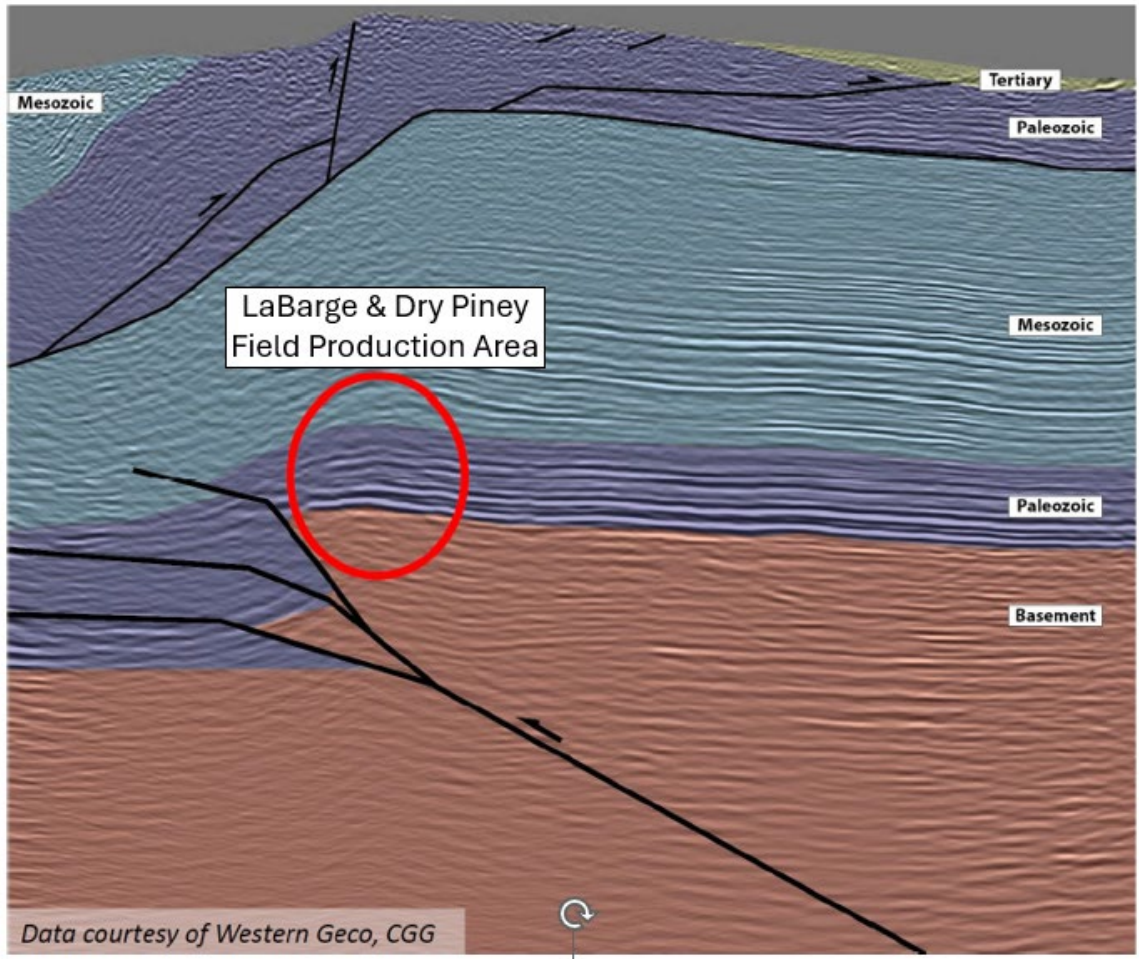 Mesozoic
Tertiary
Paleozoic
LaBarge & Dry Piney
Field Production Area
Mesozoic
Paleozoic
Basement
Data courtesy of Western Geco, CGG